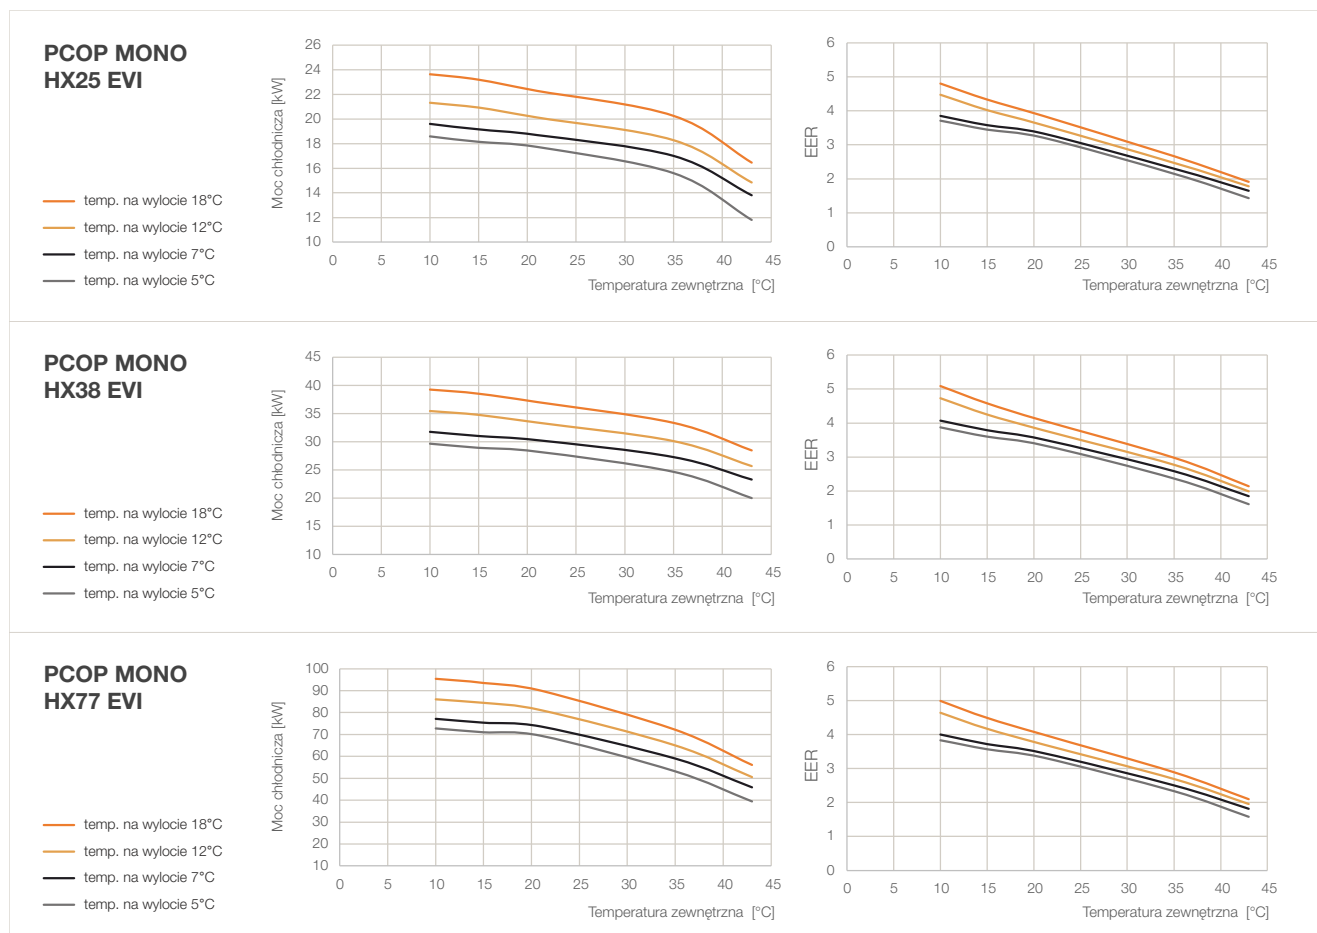 PCOP MONO
HX25 EVI
temp. na wylocie 18°C
temp. na wylocie 12°C
temp. na wylocie 7°C
temp. na wylocie 5°C
Moc chłodnicza [kW]
26
24
22
20
18
16
14
12
10
0 5 10 15 20 25 30 35 40 45
Temperatura zewnętrzna [°C]
EER
6
5
4
3
2
1
0
0 5 10 15 20 25 30 35 40 45
Temperatura zewnętrzna [°C]
PCOP MONO
HX38 EVI
temp. na wylocie 18°C
temp. na wylocie 12°C
temp. na wylocie 7°C
temp. na wylocie 5°C
Moc chłodnicza [kW]
45
40
35
30
25
20
15
10
0 5 10 15 20 25 30 35 40 45
Temperatura zewnętrzna [°C]
EER
6
5
4
3
2
1
0
0 5 10 15 20 25 30 35 40 45
Temperatura zewnętrzna [°C]
PCOP MONO
HX77 EVI
temp. na wylocie 18°C
temp. na wylocie 12°C
temp. na wylocie 7°C
temp. na wylocie 5°C
Moc chłodnicza [kW]
100
90
80
70
60
50
40
30
20
10
0 5 10 15 20 25 30 35 40 45
Temperatura zewnętrzna [°C]
EER
6
5
4
3
2
1
0
0 5 10 15 20 25 30 35 40 45
Temperatura zewnętrzna [°C]